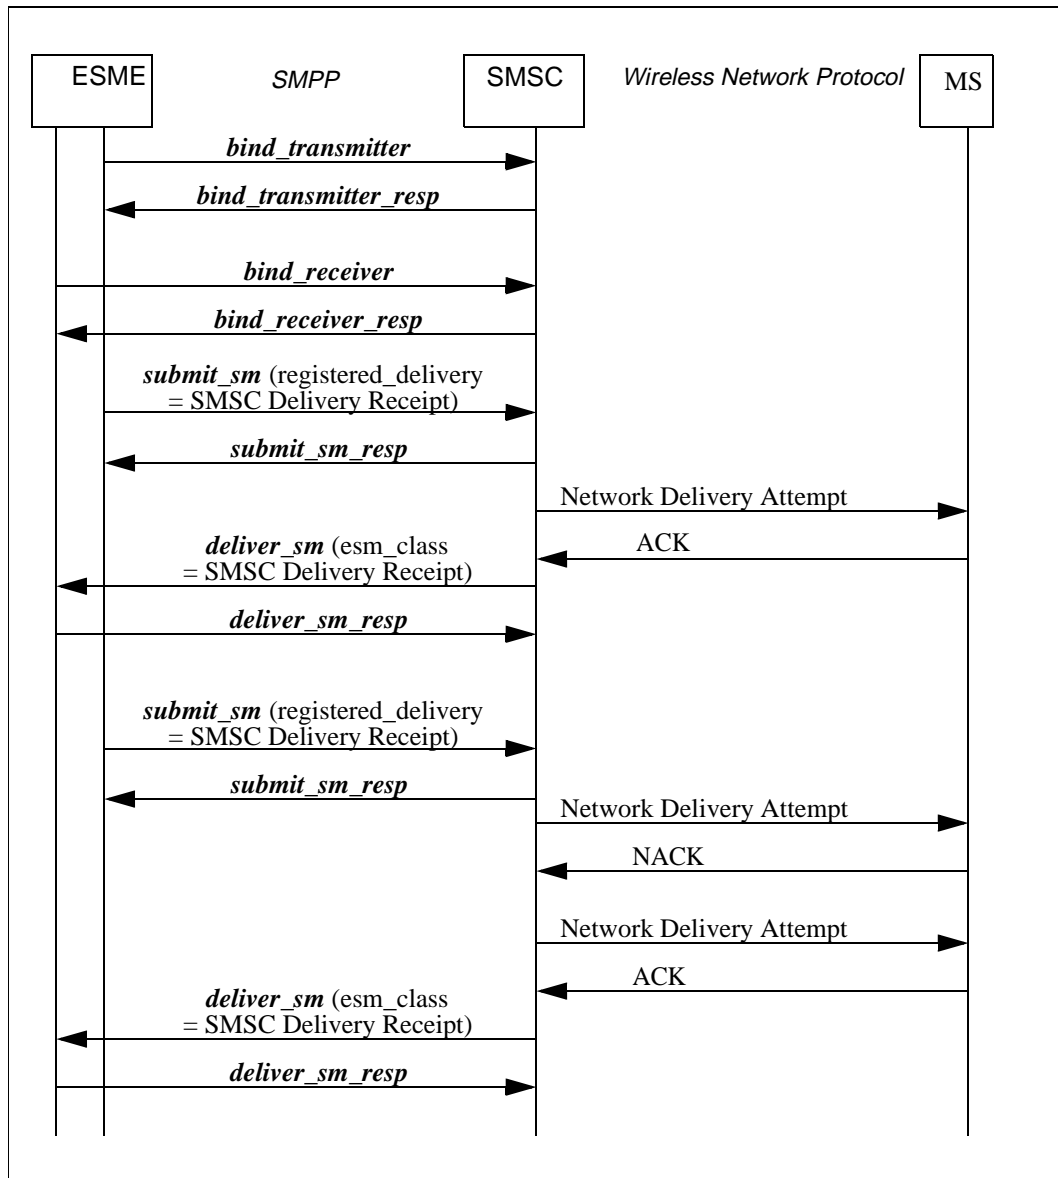 ESME SMPP SMSC Wireless Network Protocol MS
bind_transmitter
bind_transmitter_resp
bind_receiver
bind_receiver_resp
submit_sm (registered_delivery
= SMSC Delivery Receipt)
submit_sm_resp
Network Delivery Attempt
ACK
deliver_sm (esm_class
= SMSC Delivery Receipt)
deliver_sm_resp
submit_sm (registered_delivery
= SMSC Delivery Receipt)
submit_sm_resp
Network Delivery Attempt
NACK
Network Delivery Attempt
ACK
deliver_sm (esm_class
= SMSC Delivery Receipt)
deliver_sm_resp